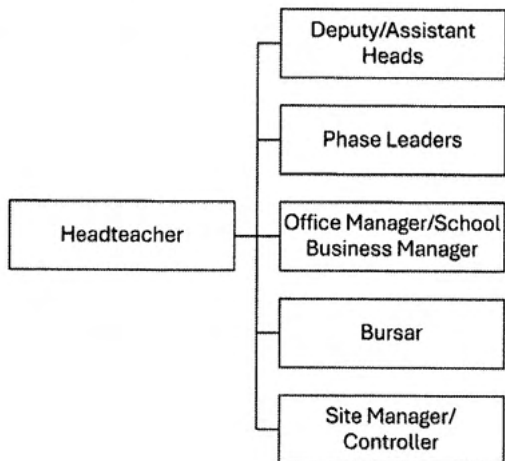 Deputy/Assistant
Heads
Phase Leaders
Headteacher
Office Manager/School
Business Manager
Bursar
Site Manager/
Controller